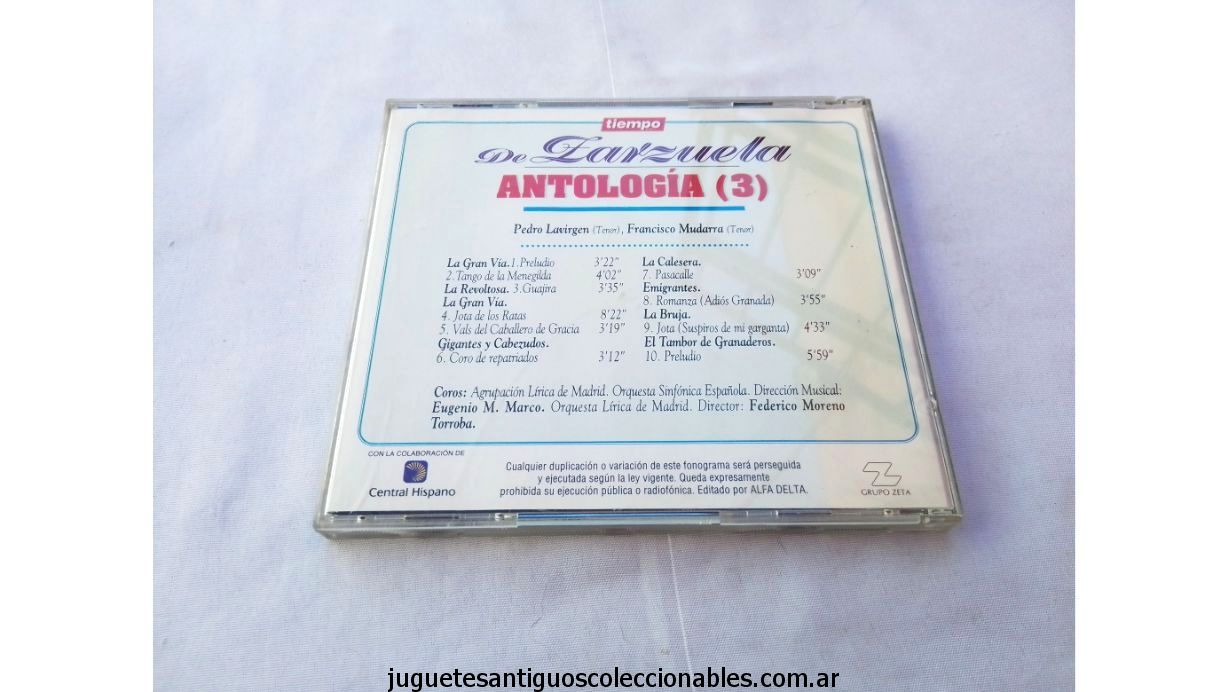 tiempo
De Zarzuela
ANTOLOGÍA (3)
Pedro Lavirgen (Tenor), Francisco Mudarra (Tenor)
La Gran Vía. 1. Preludio 3'22"
2. Tango de la Menegilda 4'02"
La Revoltosa. 3. Guajira 3'35"
La Gran Vía.
4. Jota de los Ratas 8'22"
5. Vals del Caballero de Gracia 3'19"
Gigantes y Cabezudos.
6. Coro de repatriados 3'12"
La Calesera.
7. Pasacalle 3'09"
Emigrantes.
8. Romanza (Adiós Granada) 3'55"
La Bruja.
9. Jota (Suspiros de mi garganta) 4'33"
El Tambor de Granaderos.
10. Preludio 5'59"
Coros: Agrupación Lírica de Madrid. Orquesta Sinfónica Española. Dirección Musical:
Eugenio M. Marco. Orquesta Lírica de Madrid. Director: Federico Moreno
Torroba.
CON LA COLABORACIÓN DE
Central Hispano
Cualquier duplicación o variación de este fonograma será perseguida
y ejecutada según la ley vigente. Queda expresamente
prohibida su ejecución pública o radiofónica. Editado por ALFA DELTA.
GRUPO ZETA
juguetesantiguoscoleccionables.com.ar